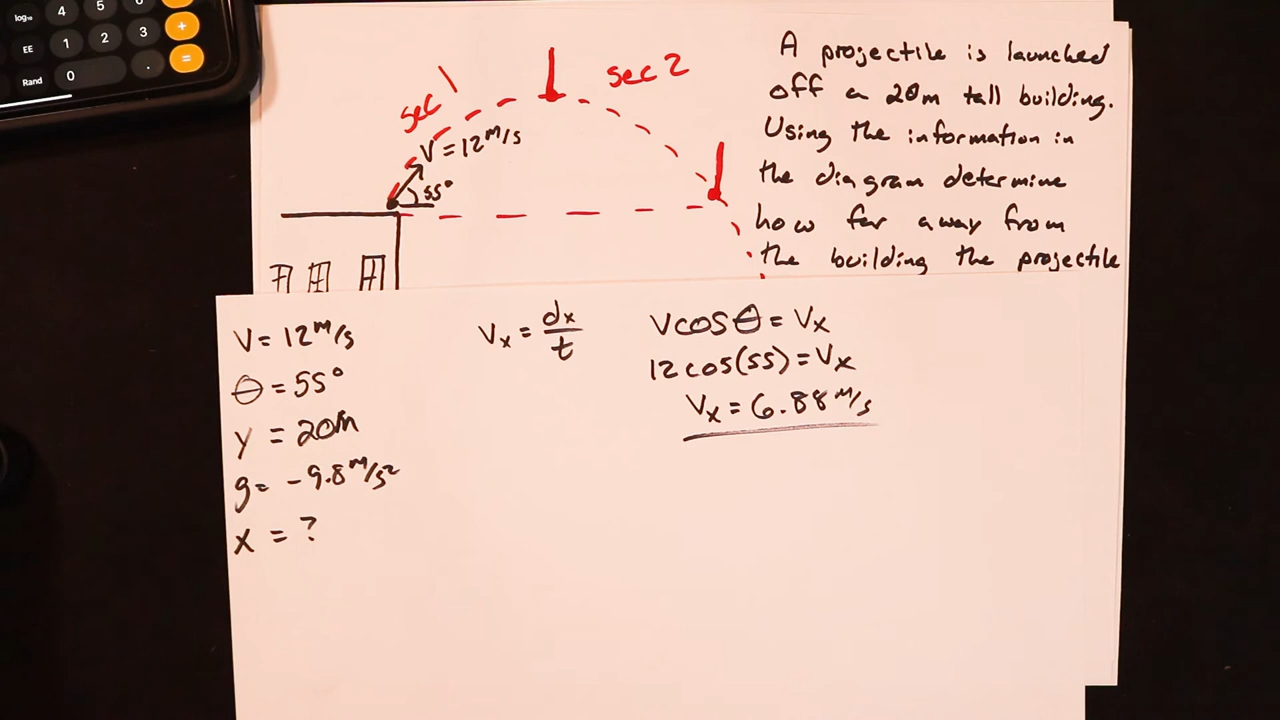 log₁₀ 4 5 6
EE 1 2 3 +
Rand 0 . =
sec 1
sec 2
V = 12 m/s
55°
A projectile is launched
off a 20m tall building.
Using the information in
the diagram determine
how far away from
the building the projectile
V = 12 m/s
θ = 55°
y = 20m
g = -9.8 m/s²
x = ?
Vx = dx/t
Vcosθ = Vx
12cos(55) = Vx
Vx = 6.88 m/s